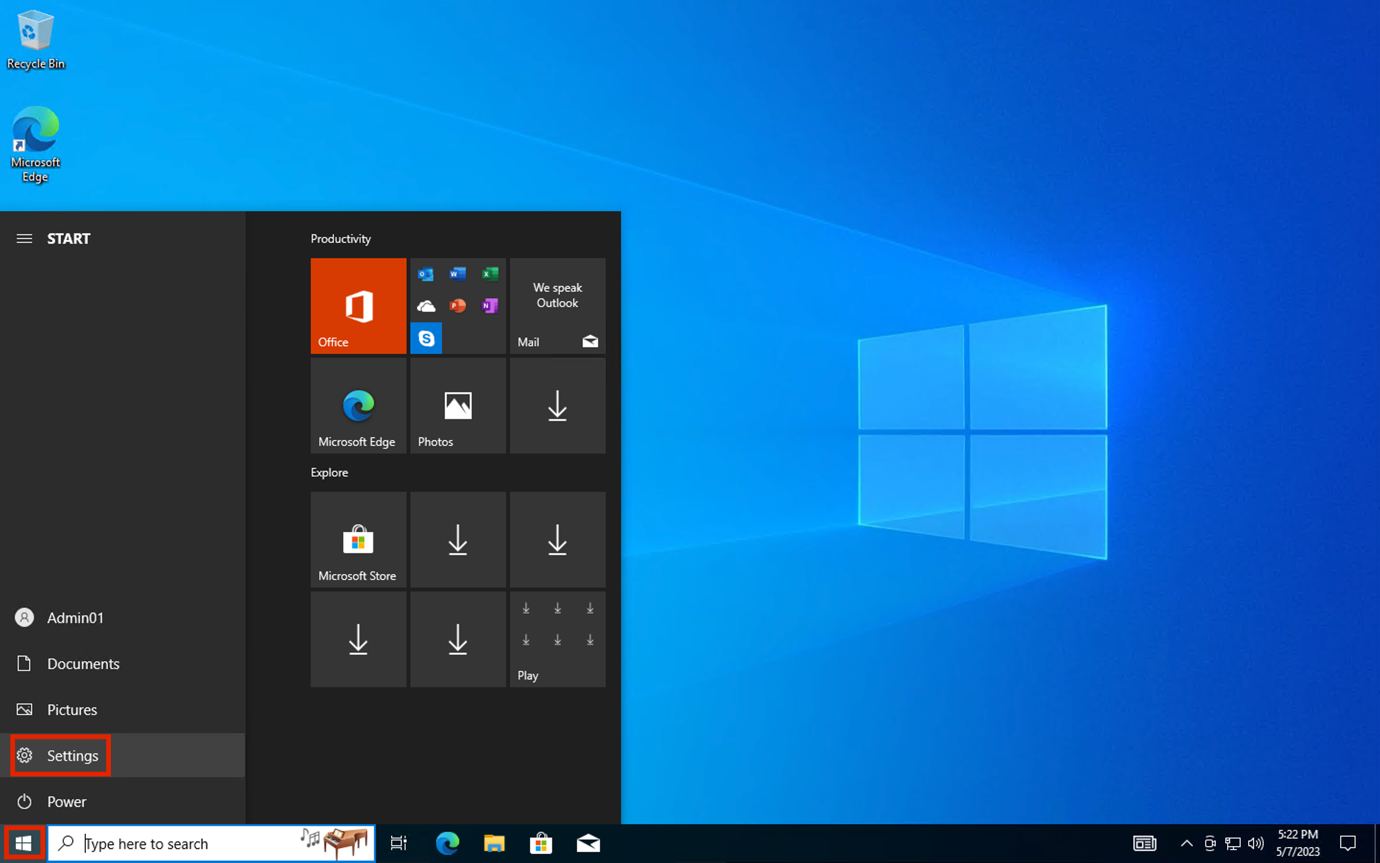 Recycle Bin
Microsoft
Edge
START
Productivity
Office
We speak
Outlook
Mail
Microsoft Edge
Photos
Explore
Microsoft Store
Play
Admin01
Documents
Pictures
Settings
Power
Type here to search
5:22 PM
5/7/2023